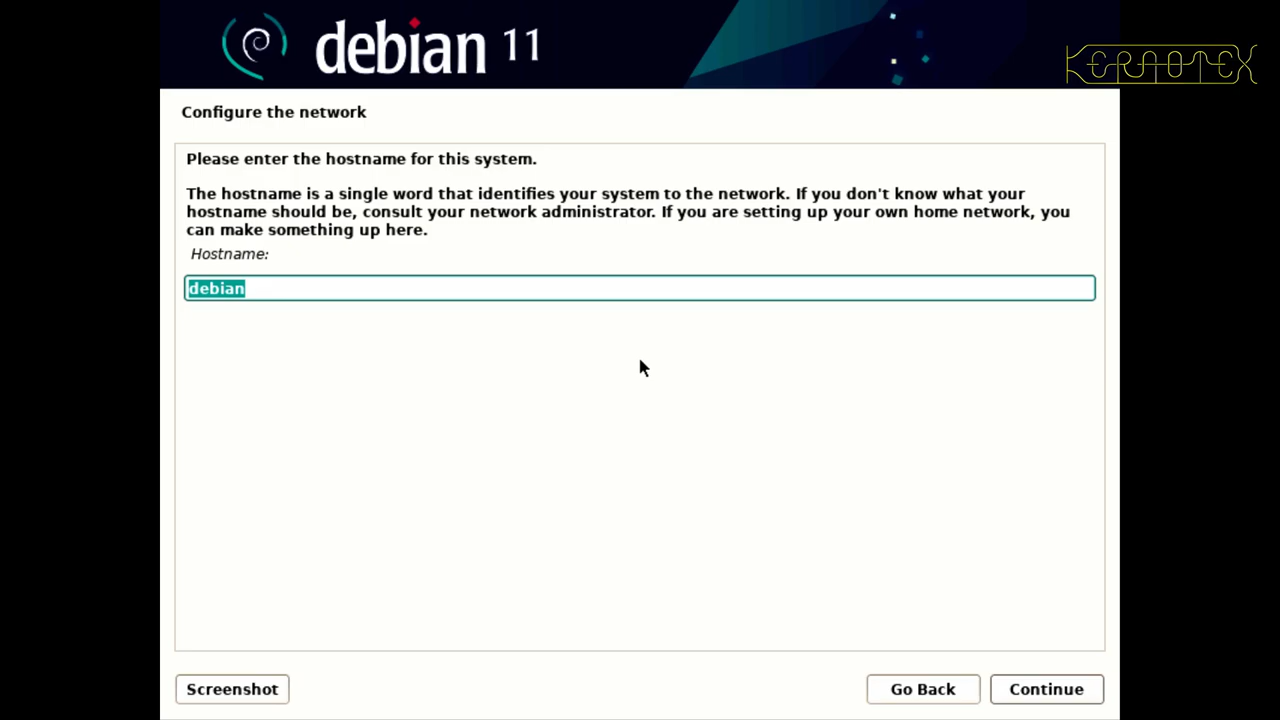 debian 11
KERAOTEX
Configure the network
Please enter the hostname for this system.
The hostname is a single word that identifies your system to the network. If you don't know what your
hostname should be, consult your network administrator. If you are setting up your own home network, you
can make something up here.
Hostname:
debian
Screenshot
Go Back
Continue